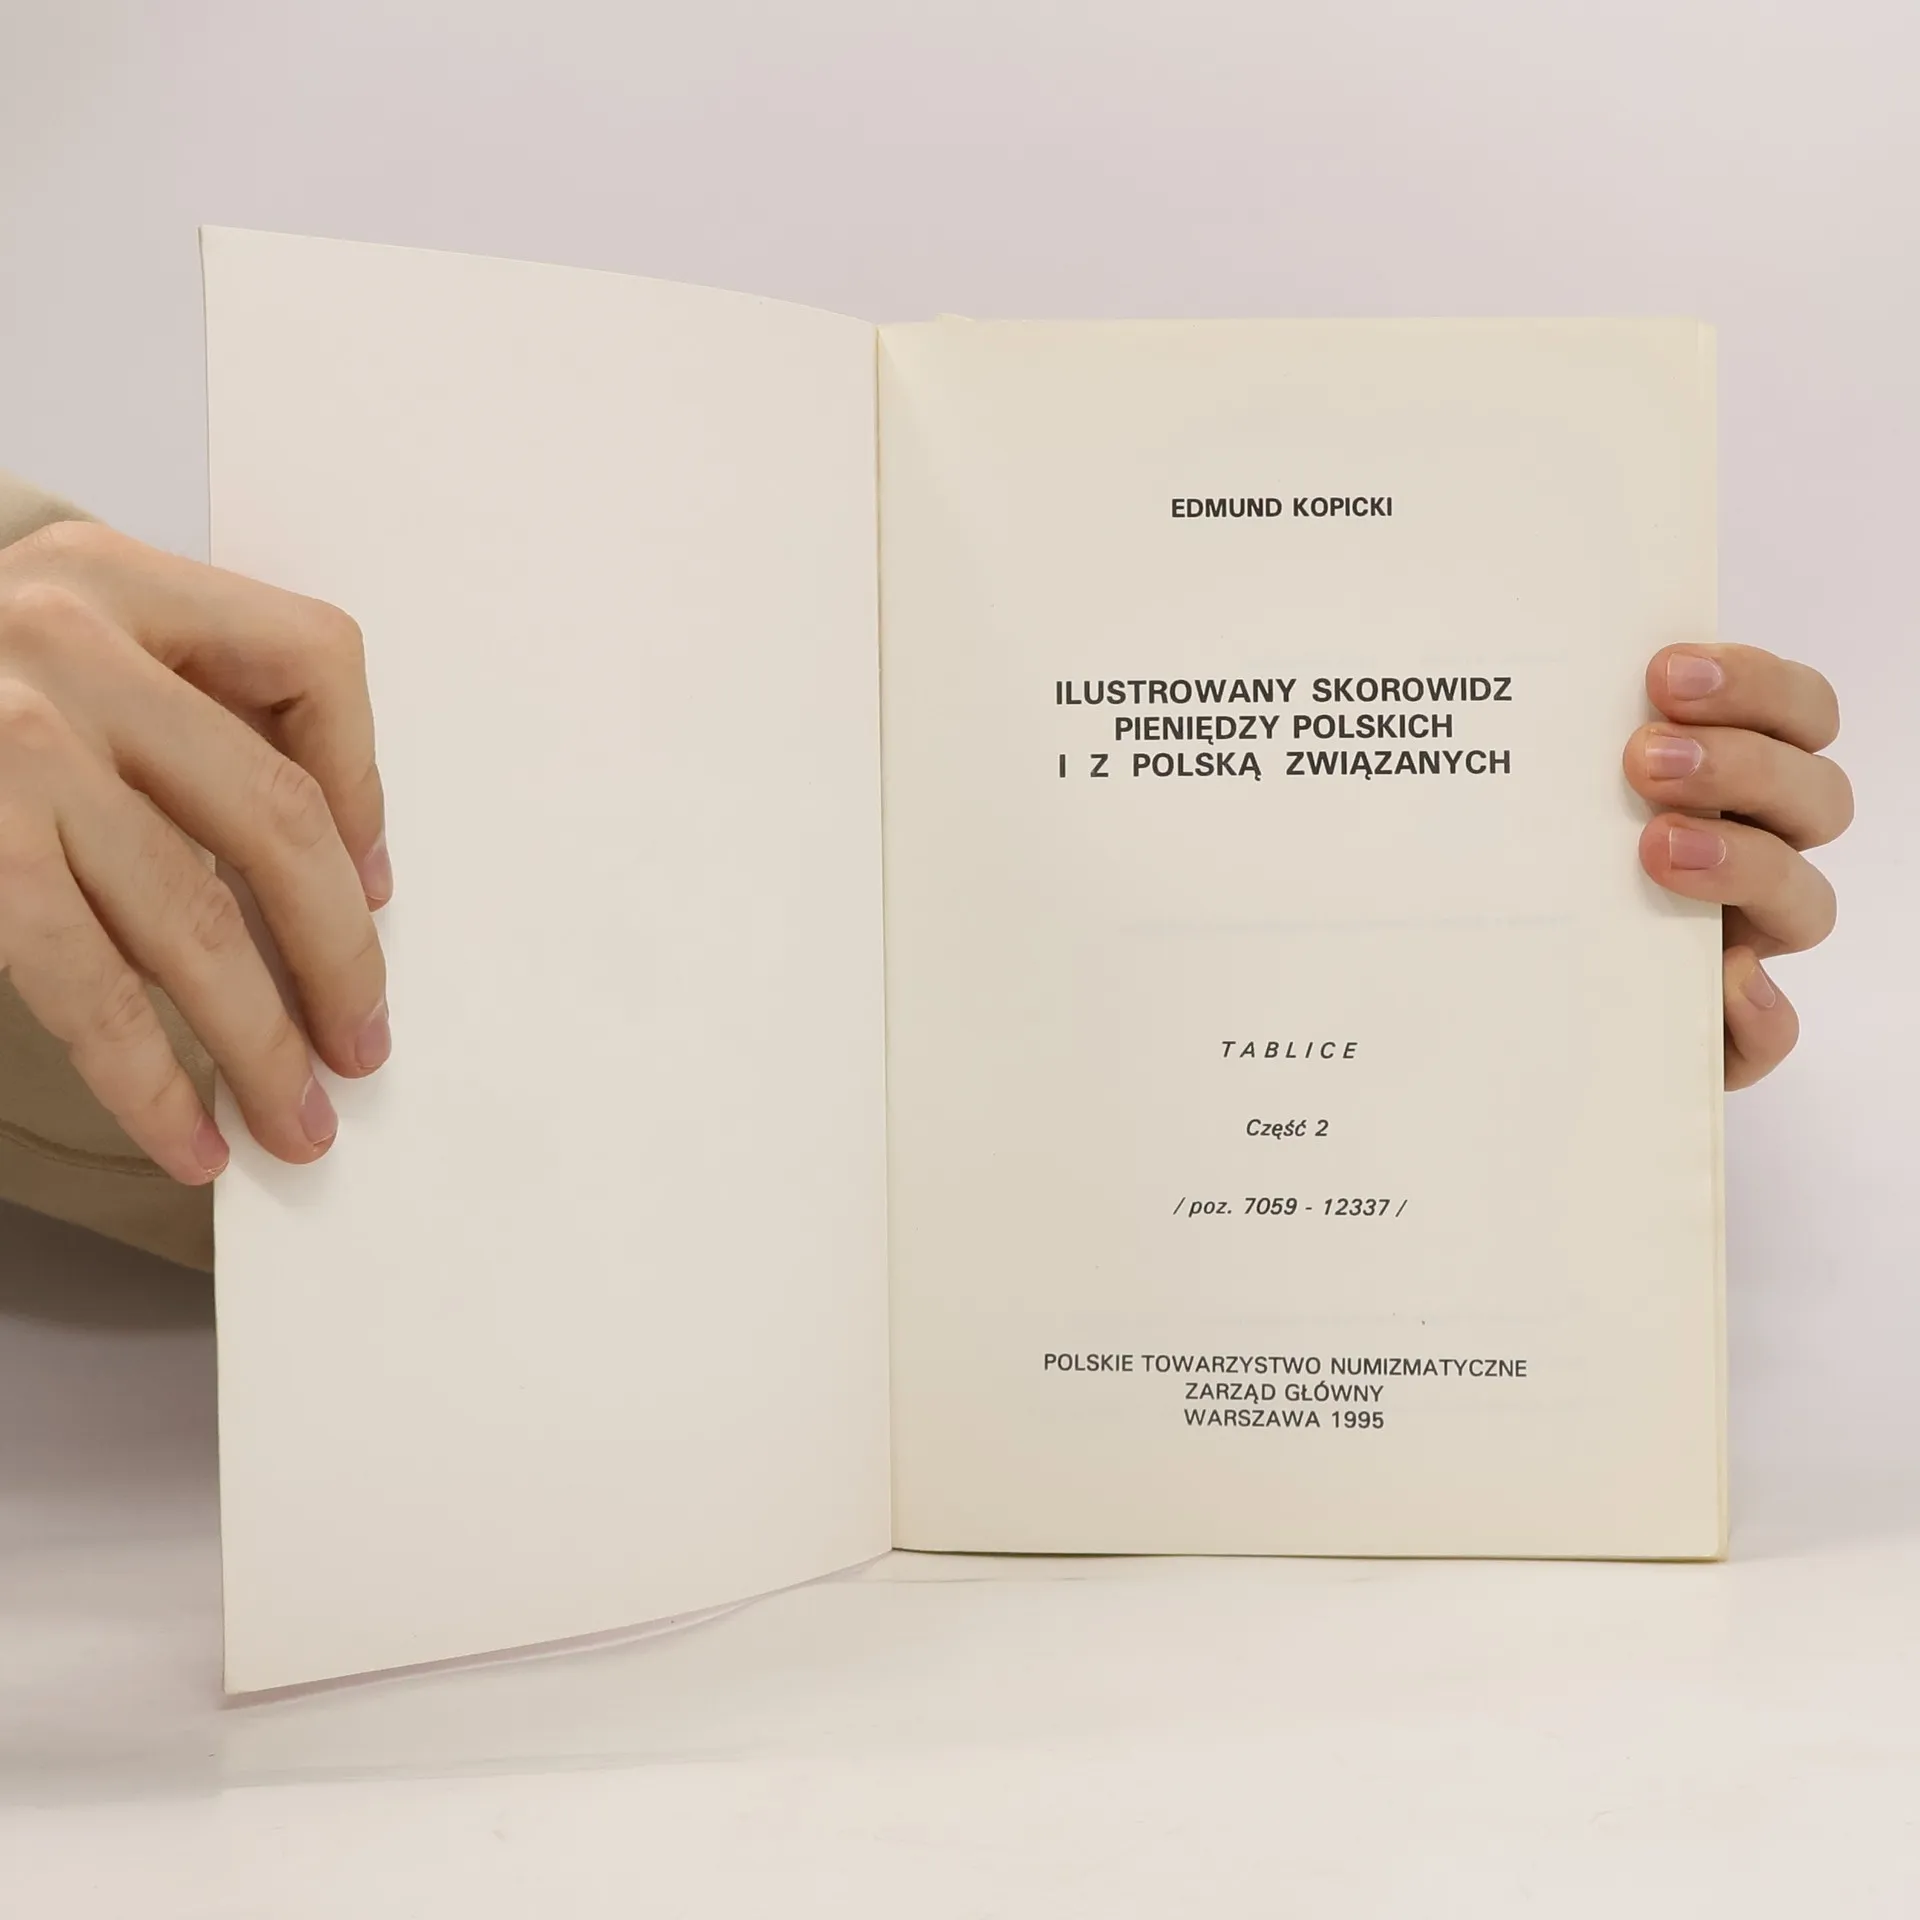 EDMUND KOPICKI
ILUSTROWANY SKOROWIDZ
PIENIĘDZY POLSKICH
I Z POLSKĄ ZWIĄZANYCH
TABLICE
Część 2
/ poz. 7059 - 12337 /
POLSKIE TOWARZYSTWO NUMIZMATYCZNE
ZARZĄD GŁÓWNY
WARSZAWA 1995